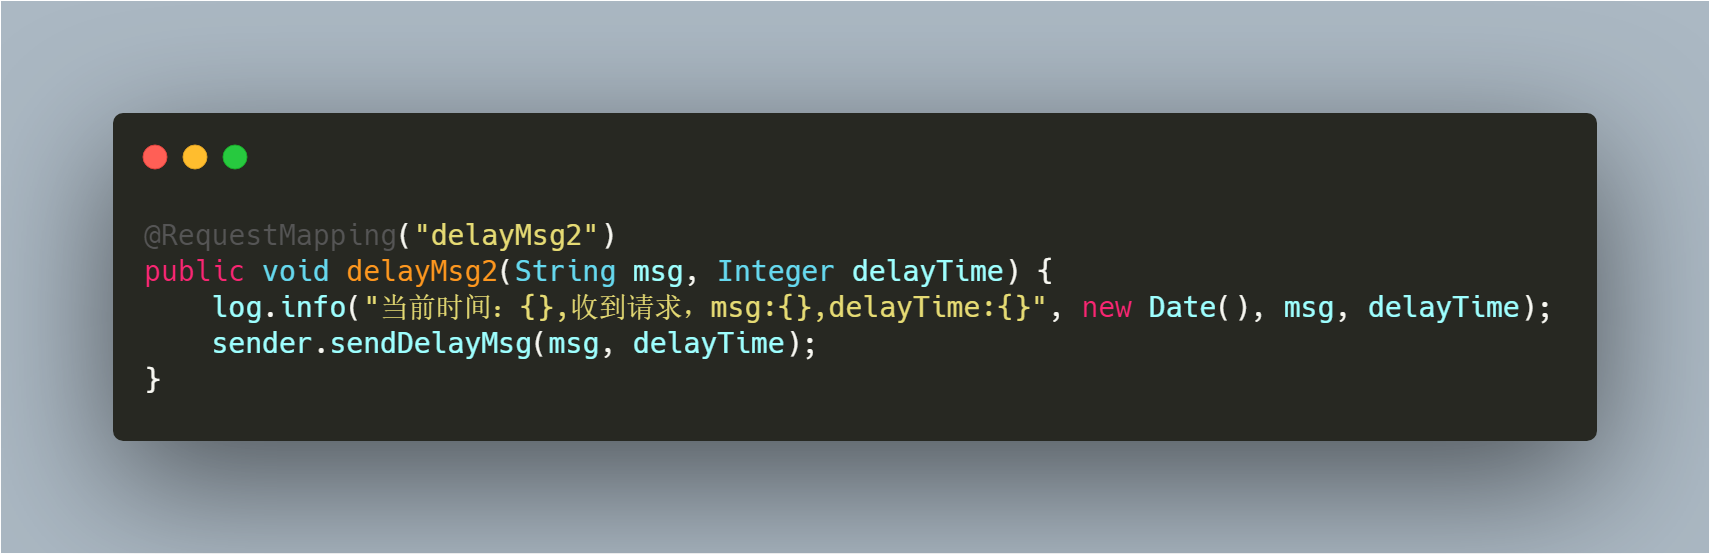 @RequestMapping("delayMsg2")
public void delayMsg2(String msg, Integer delayTime) {
    log.info("当前时间：{},收到请求，msg:{},delayTime:{}", new Date(), msg, delayTime);
    sender.sendDelayMsg(msg, delayTime);
}